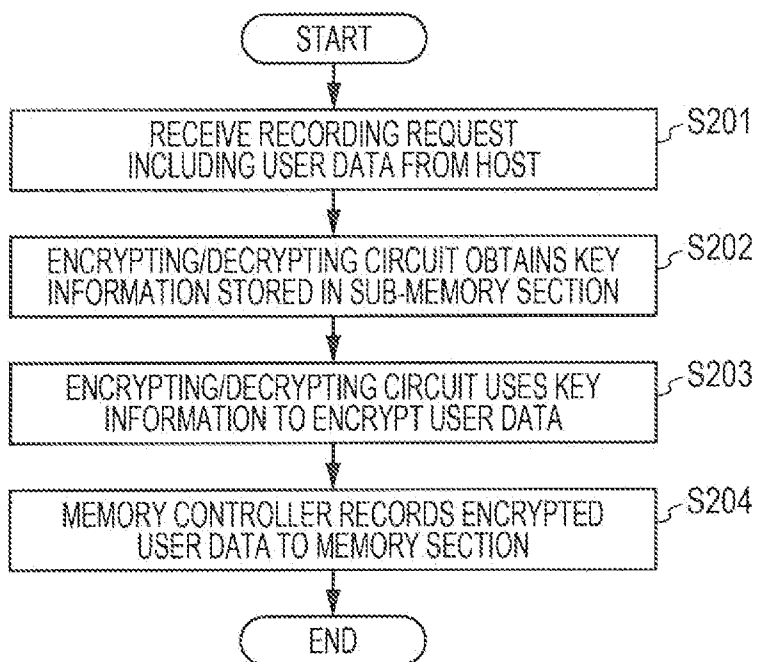 START
RECEIVE RECORDING REQUEST
INCLUDING USER DATA FROM HOST
S201
ENCRYPTING/DECRYPTING CIRCUIT OBTAINS KEY
INFORMATION STORED IN SUB-MEMORY SECTION
S202
ENCRYPTING/DECRYPTING CIRCUIT USES KEY
INFORMATION TO ENCRYPT USER DATA
S203
MEMORY CONTROLLER RECORDS ENCRYPTED
USER DATA TO MEMORY SECTION
S204
END